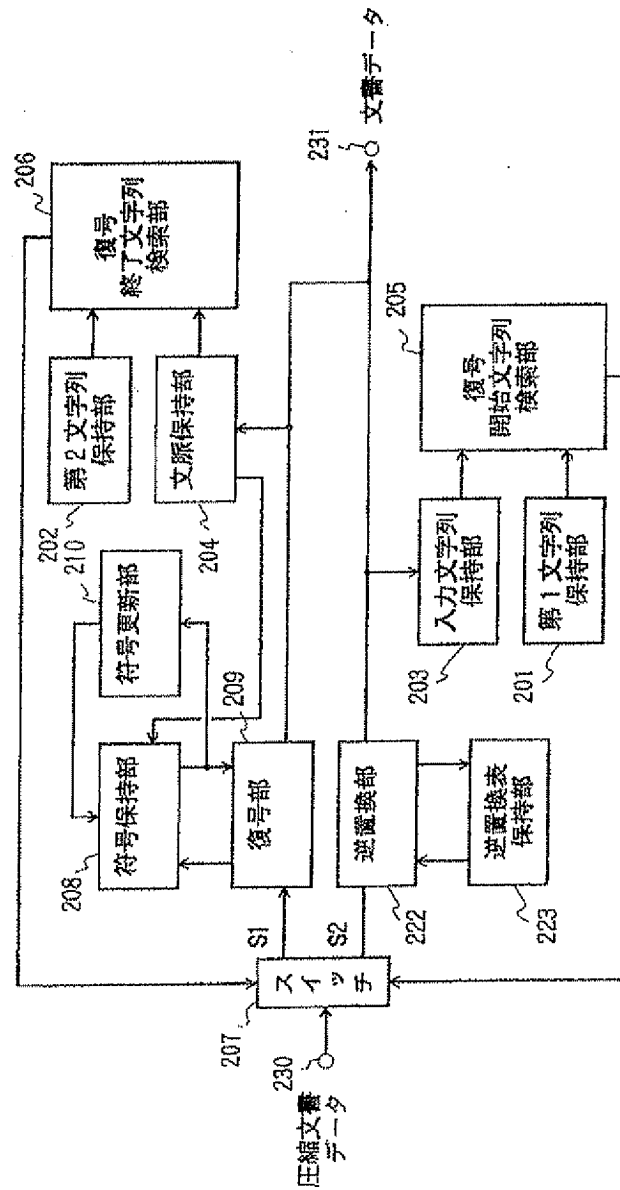 圧縮文書
データ
230
207
スイッチ
S1
S2
208
符号保持部
210
符号更新部
209
復号部
202
第2文字列
保持部
204
文脈保持部
206
復号
終了文字列
検索部
222
逆置換部
223
逆置換表
保持部
203
入力文字列
保持部
201
第1文字列
保持部
205
復号
開始文字列
検索部
231
文書データ